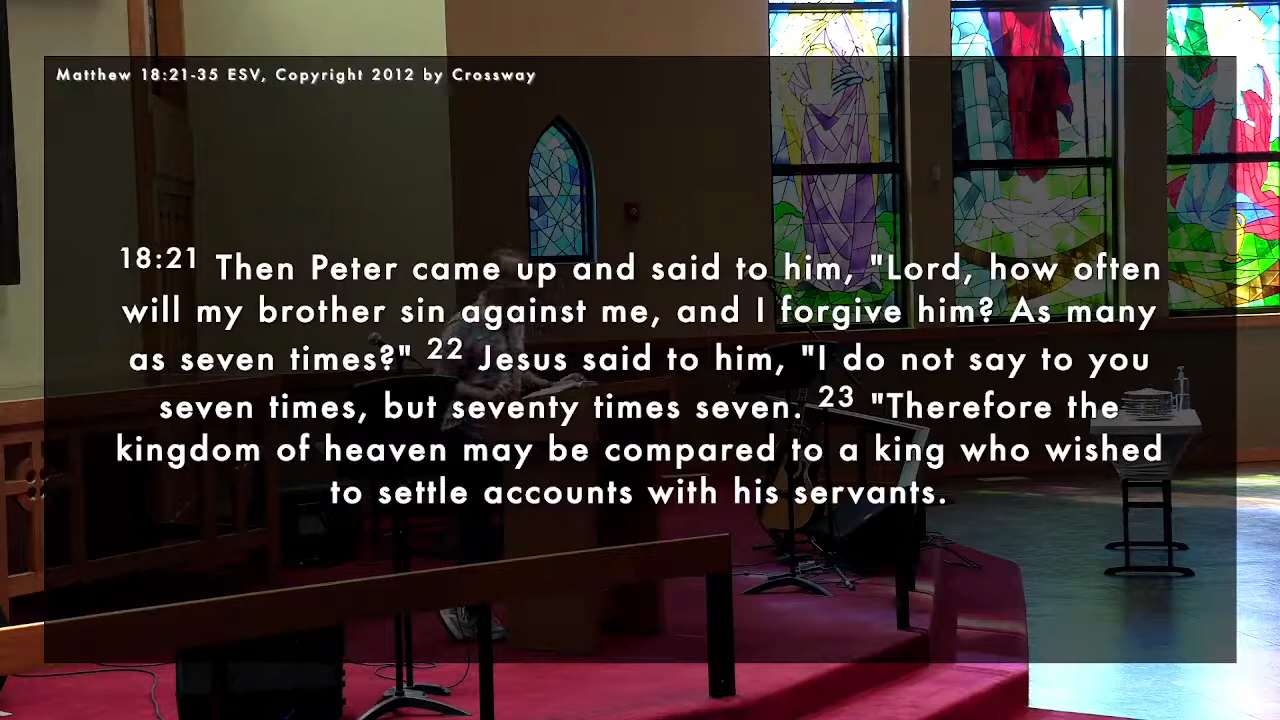 Matthew 18:21-35 ESV, Copyright 2012 by Crossway
18:21 Then Peter came up and said to him, "Lord, how often
will my brother sin against me, and I forgive him? As many
as seven times?" 22 Jesus said to him, "I do not say to you
seven times, but seventy times seven. 23 "Therefore the
kingdom of heaven may be compared to a king who wished
to settle accounts with his servants.